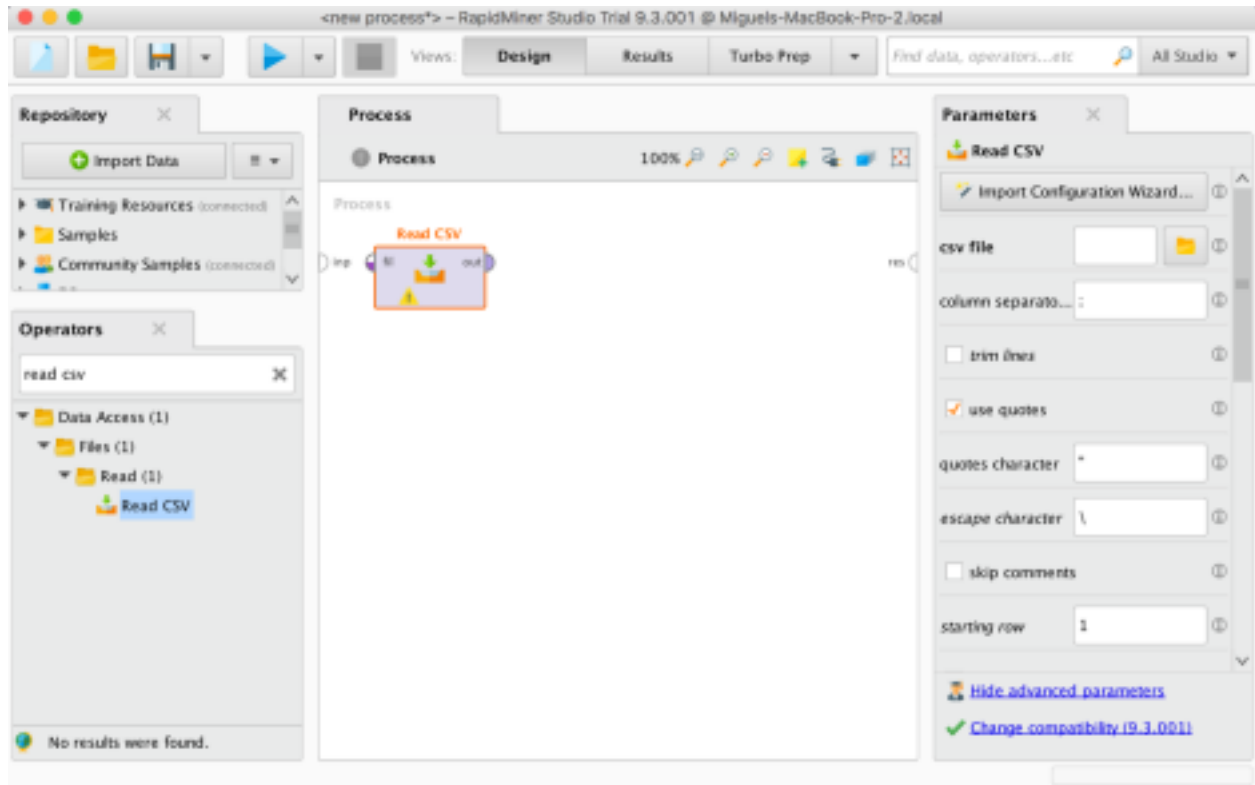 <new process*> – RapidMiner Studio Trial 9.3.001 @ Miguels-MacBook-Pro-2.local
Views: Design Results Turbo Prep Find data, operators...etc All Studio
Repository
Import Data
Training Resources (connected)
Samples
Community Samples (connected)
Operators
read csv
Data Access (1)
Files (1)
Read (1)
Read CSV
No results were found.
Process
Process 100%
Process
Read CSV
inp fil out res
Parameters
Read CSV
Import Configuration Wizard...
csv file
column separato... ;
trim lines
use quotes
quotes character "
escape character \
skip comments
starting row 1
Hide advanced parameters
Change compatibility (9.3.001)